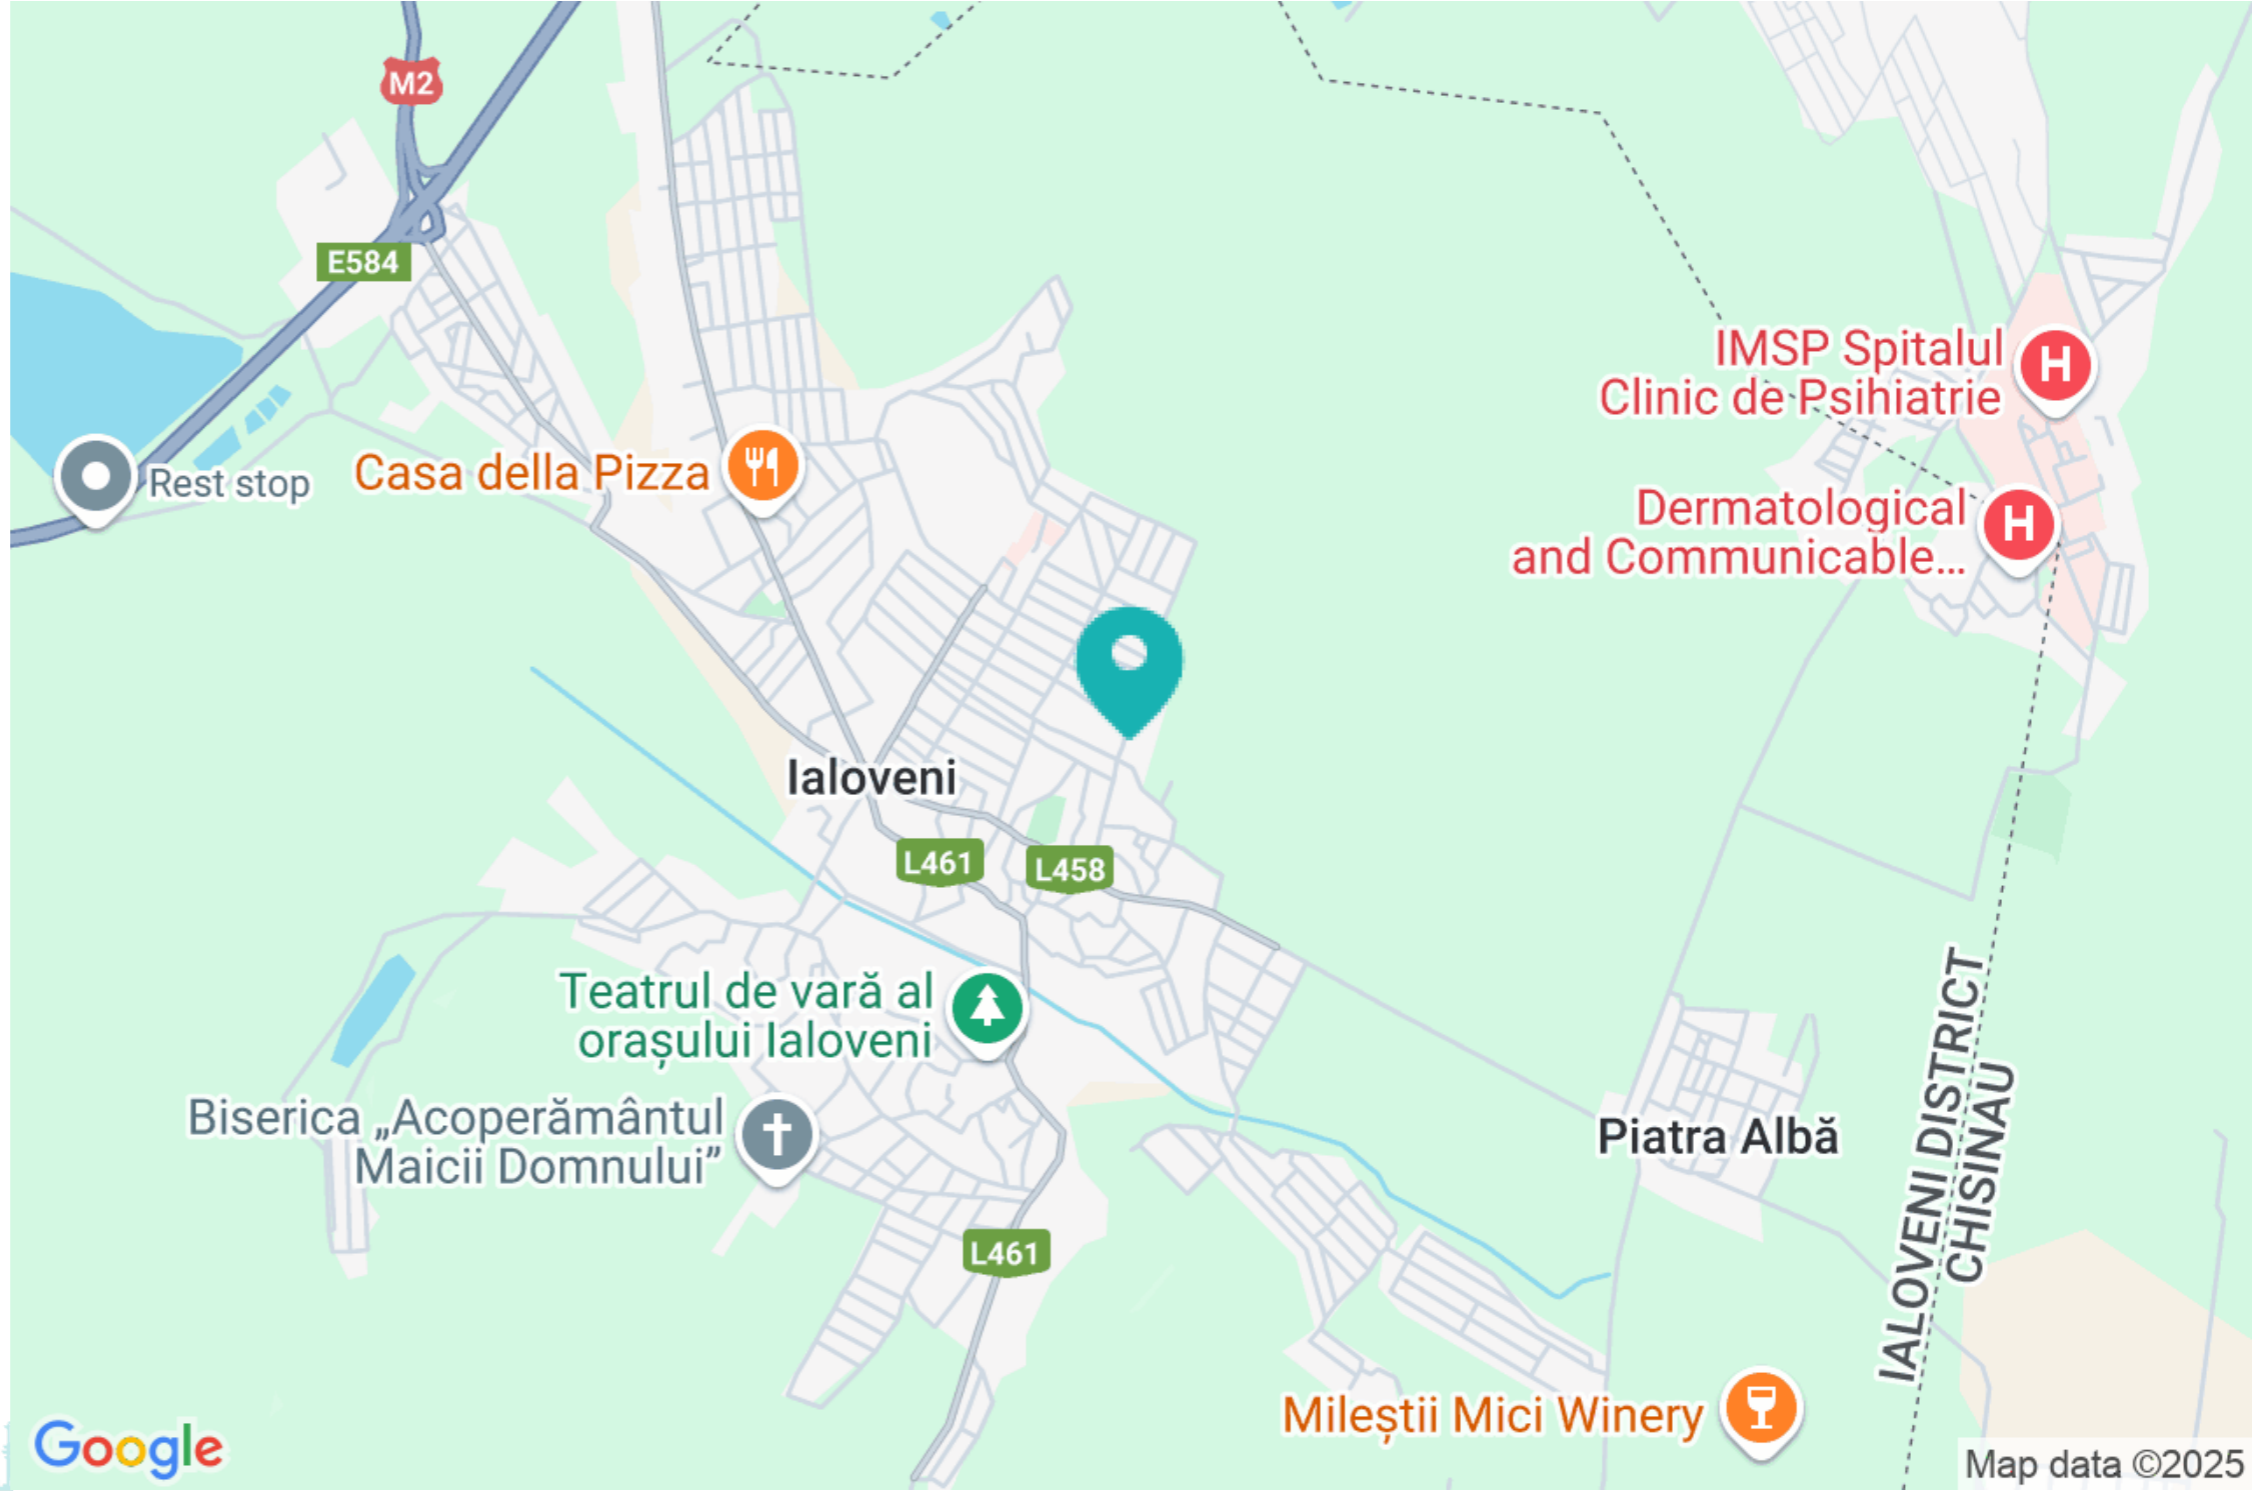 M2
E584
IMSP Spitalul
Clinic de Psihiatrie
H
Casa della Pizza
Rest stop
Dermatological
and Communicable...
H
Ialoveni
L461
L458
Teatrul de vară al
orașului Ialoveni
IALOVENI DISTRICT
CHISINAU
Biserica „Acoperământul
Maicii Domnului”
Piatra Albă
L461
Mileștii Mici Winery
Google
Map data ©2025